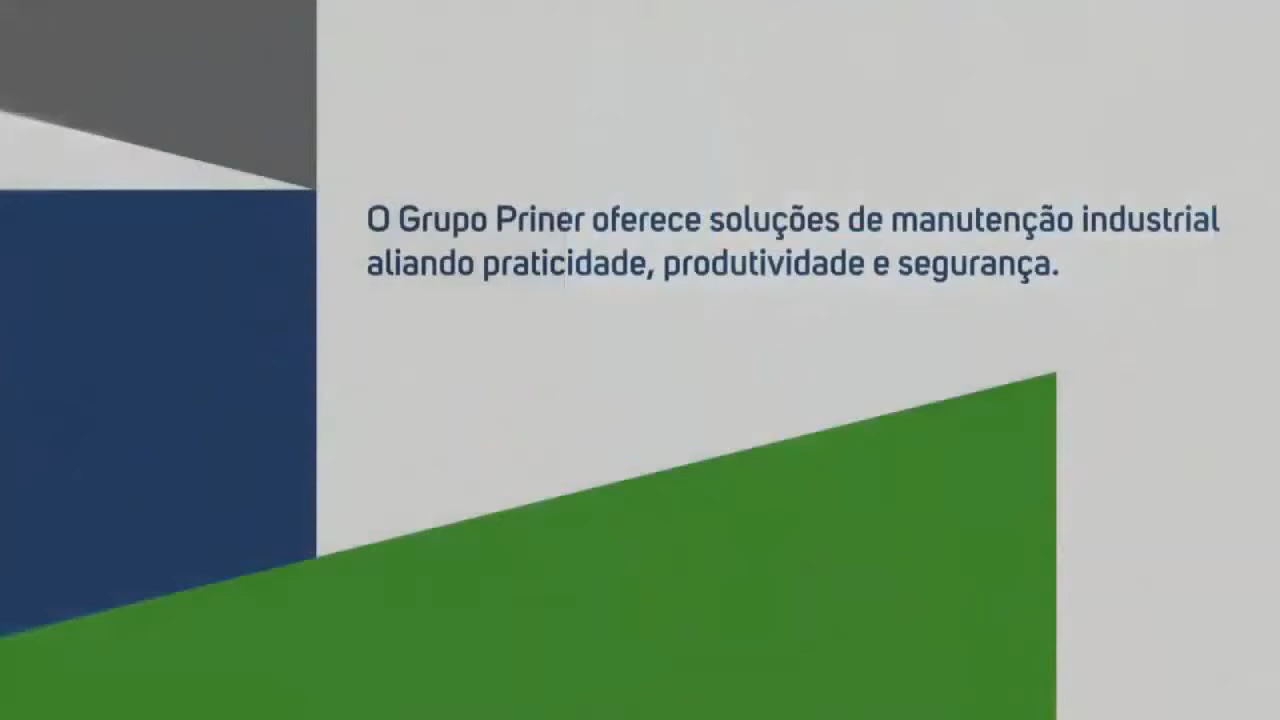 O Grupo Priner oferece soluções de manutenção industrial
aliando praticidade, produtividade e segurança.